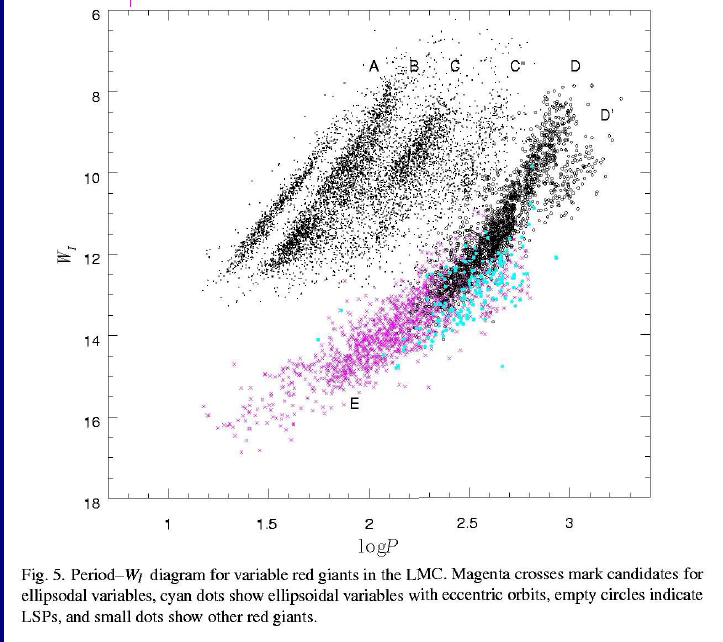 6
A B C C" D
8
D'
10
W_I
12
14
E
16
18
1 1.5 2 2.5 3
logP
Fig. 5. Period–W_I diagram for variable red giants in the LMC. Magenta crosses mark candidates for
ellipsodal variables, cyan dots show ellipsoidal variables with eccentric orbits, empty circles indicate
LSPs, and small dots show other red giants.